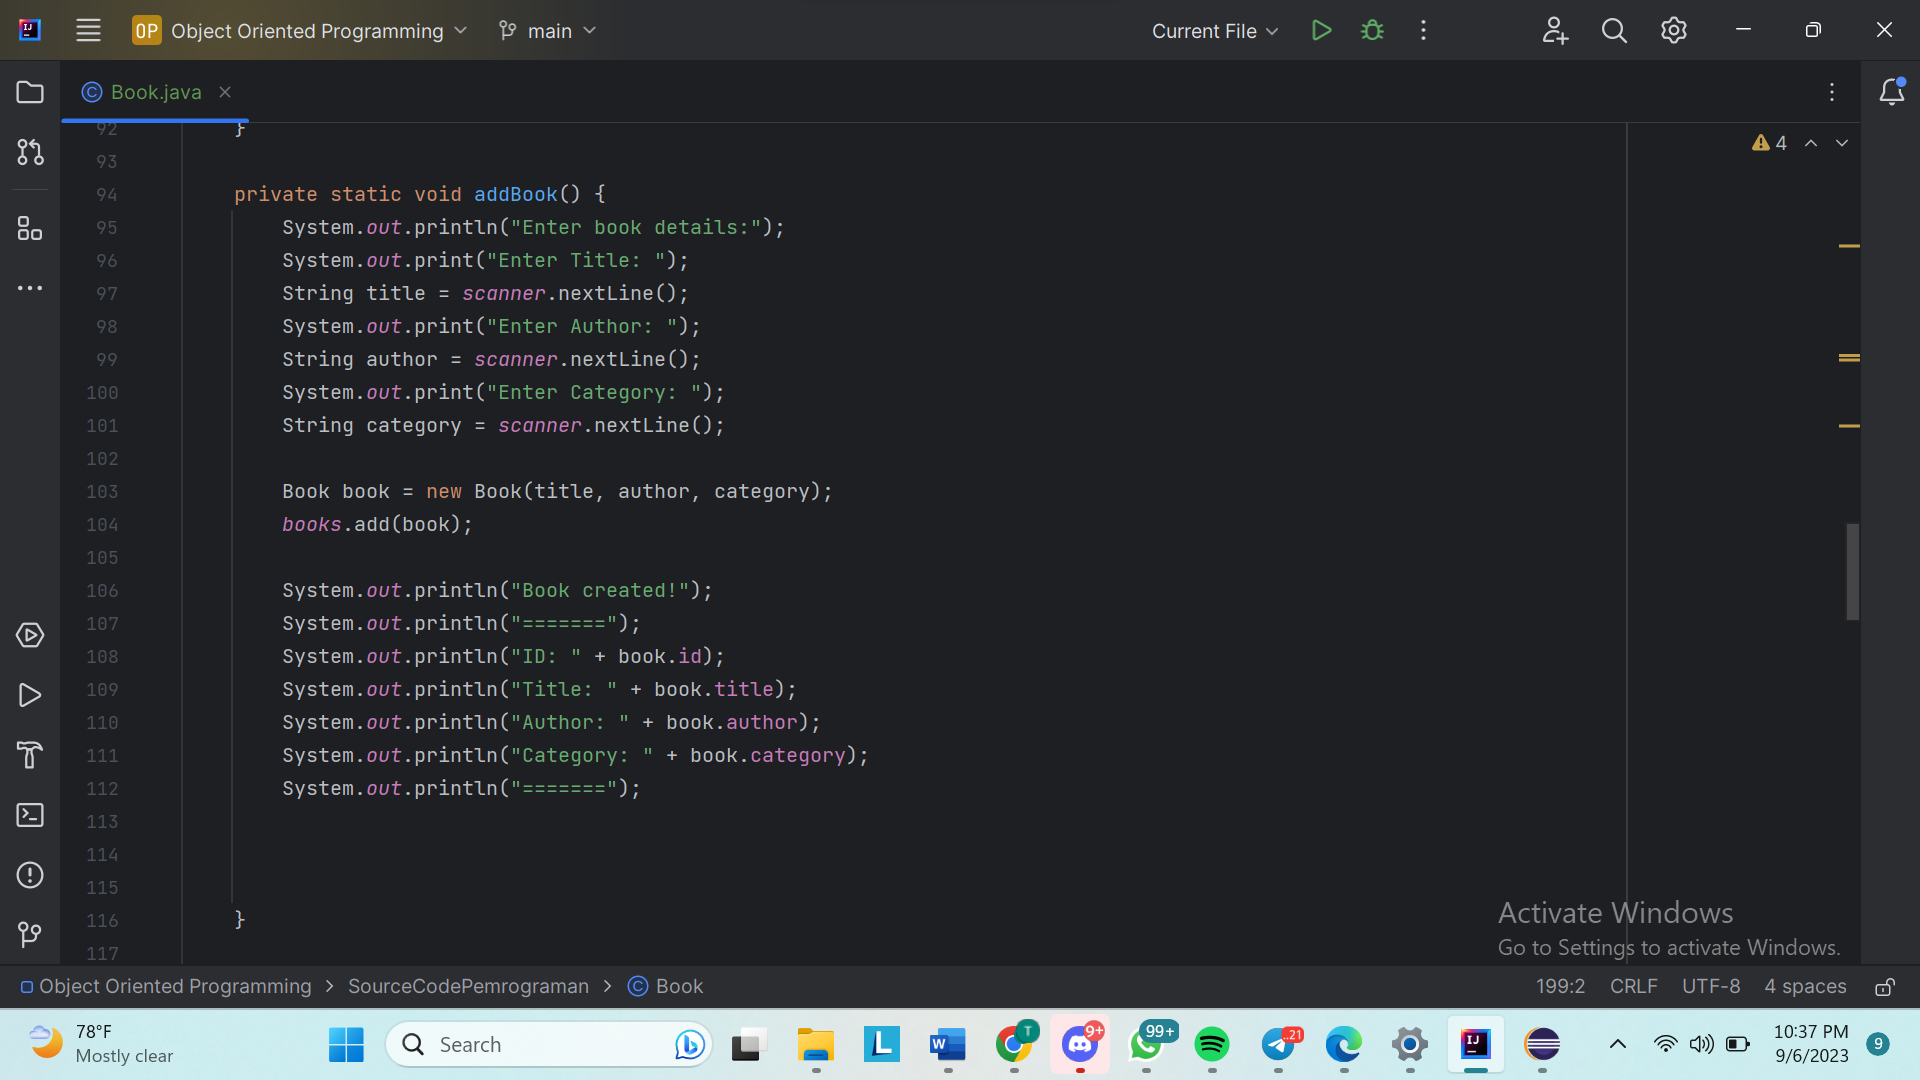 OP Object Oriented Programming main Current File
Book.java
4
92 }
93
94 private static void addBook() {
95 System.out.println("Enter book details:");
96 System.out.print("Enter Title: ");
97 String title = scanner.nextLine();
98 System.out.print("Enter Author: ");
99 String author = scanner.nextLine();
100 System.out.print("Enter Category: ");
101 String category = scanner.nextLine();
102
103 Book book = new Book(title, author, category);
104 books.add(book);
105
106 System.out.println("Book created!");
107 System.out.println("=======");
108 System.out.println("ID: " + book.id);
109 System.out.println("Title: " + book.title);
110 System.out.println("Author: " + book.author);
111 System.out.println("Category: " + book.category);
112 System.out.println("=======");
113
114
115
116 }
117
Activate Windows
Go to Settings to activate Windows.
Object Oriented Programming > SourceCodePemrograman > Book 199:2 CRLF UTF-8 4 spaces
78°F
Mostly clear
Search
T
9+
99+
..21
10:37 PM
9/6/2023
9